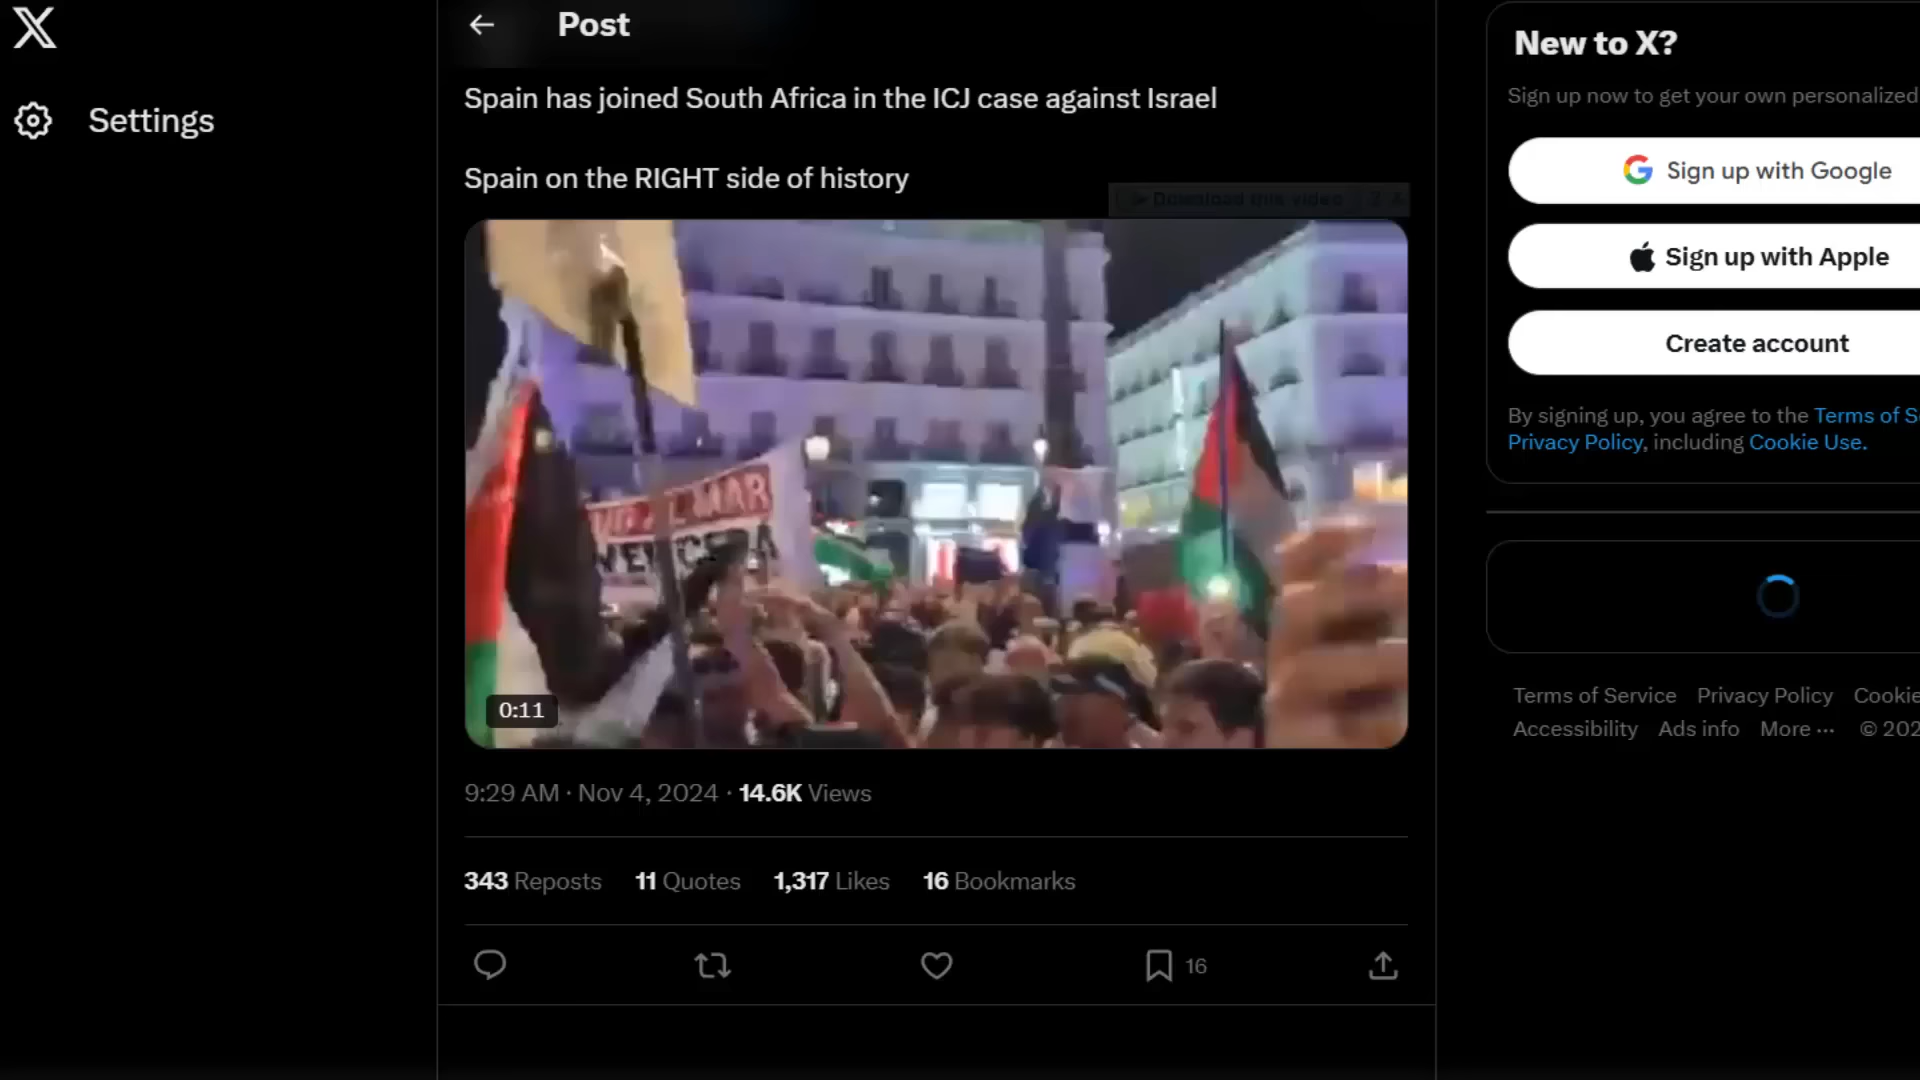 Post
Settings
Spain has joined South Africa in the ICJ case against Israel
Spain on the RIGHT side of history
Download this video
MAR
0:11
9:29 AM · Nov 4, 2024 · 14.6K Views
343 Reposts 11 Quotes 1,317 Likes 16 Bookmarks
16
New to X?
Sign up now to get your own personalized
Sign up with Google
Sign up with Apple
Create account
By signing up, you agree to the Terms of S
Privacy Policy, including Cookie Use.
Terms of Service Privacy Policy Cookie
Accessibility Ads info More ··· © 202